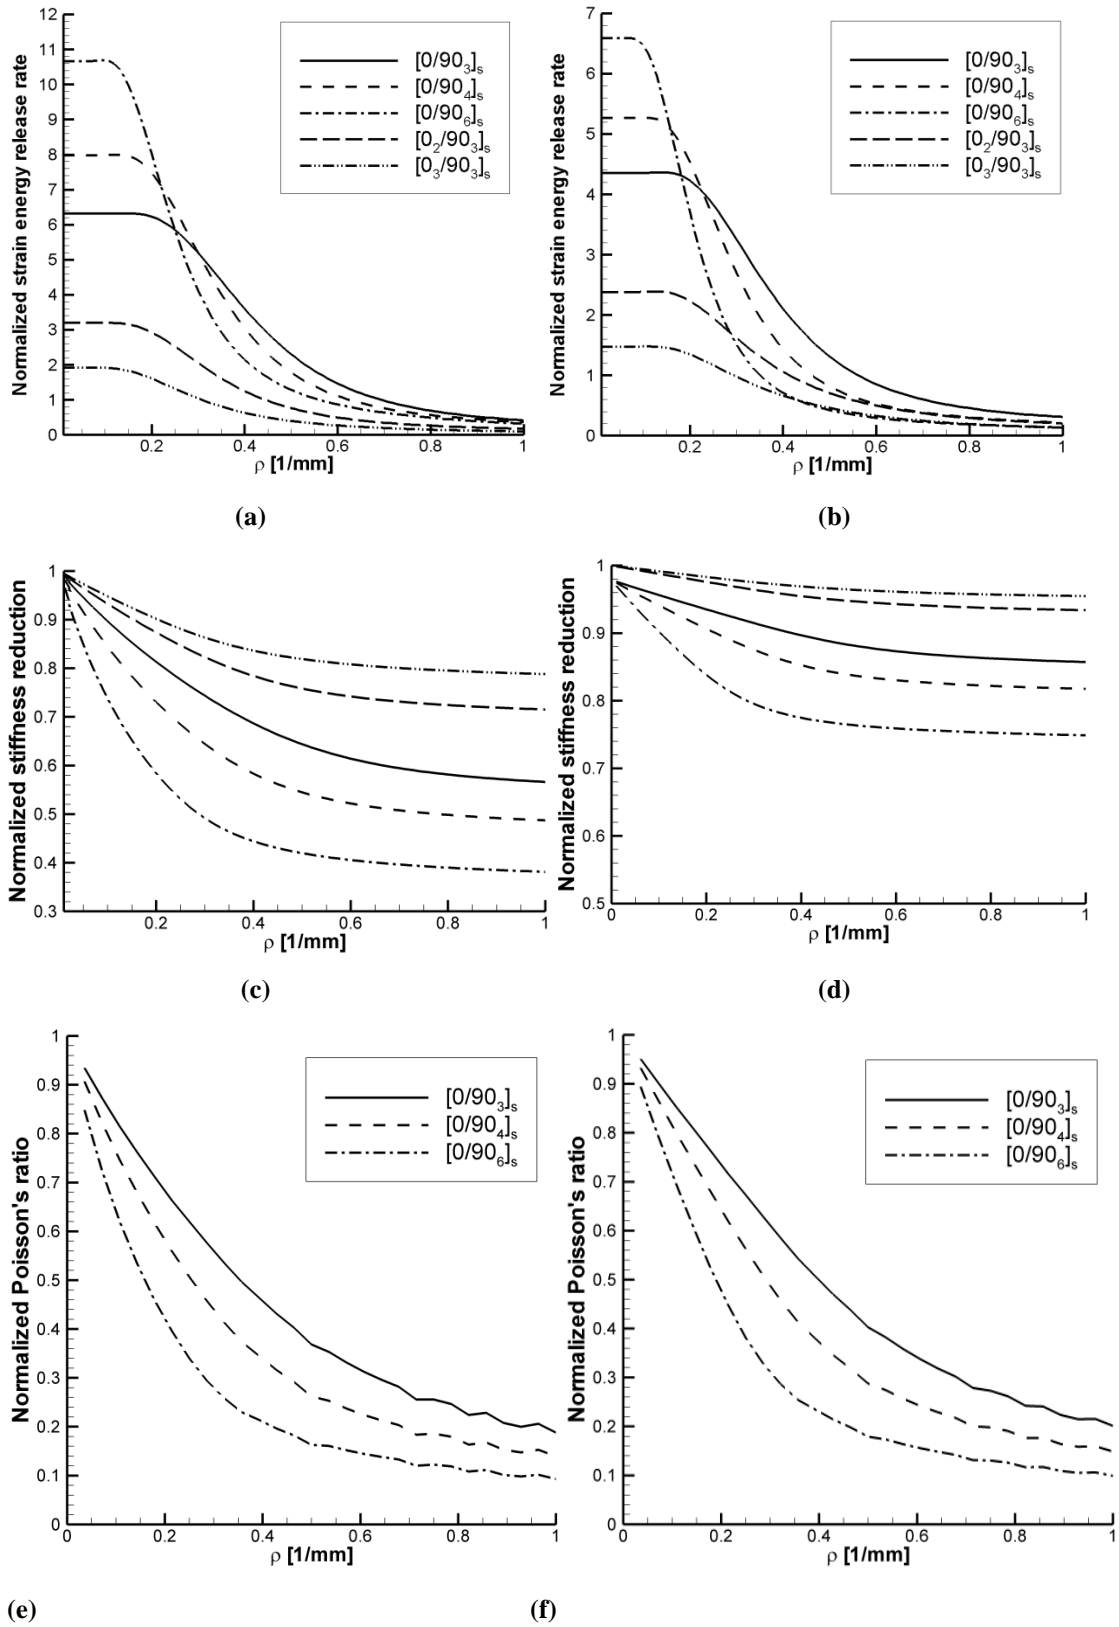 Normalized strain energy release rate
12
11
10
9
8
7
6
5
4
3
2
1
0
0.2
0.4
0.6
0.8
1
ρ [1/mm]
[0/90₃]ₛ
[0/90₄]ₛ
[0/90₆]ₛ
[0₂/90₃]ₛ
[0₃/90₃]ₛ
(a)
Normalized strain energy release rate
7
6
5
4
3
2
1
0
0.2
0.4
0.6
0.8
1
ρ [1/mm]
[0/90₃]ₛ
[0/90₄]ₛ
[0/90₆]ₛ
[0₂/90₃]ₛ
[0₃/90₃]ₛ
(b)
Normalized stiffness reduction
1
0.9
0.8
0.7
0.6
0.5
0.4
0.3
0.2
0.4
0.6
0.8
1
ρ [1/mm]
(c)
Normalized stiffness reduction
1
0.9
0.8
0.7
0.6
0.5
0
0.2
0.4
0.6
0.8
1
ρ [1/mm]
(d)
Normalized Poisson's ratio
1
0.9
0.8
0.7
0.6
0.5
0.4
0.3
0.2
0.1
0
0
0.2
0.4
0.6
0.8
1
ρ [1/mm]
[0/90₃]ₛ
[0/90₄]ₛ
[0/90₆]ₛ
(e)
Normalized Poisson's ratio
1
0.9
0.8
0.7
0.6
0.5
0.4
0.3
0.2
0.1
0
0
0.2
0.4
0.6
0.8
1
ρ [1/mm]
[0/90₃]ₛ
[0/90₄]ₛ
[0/90₆]ₛ
(f)